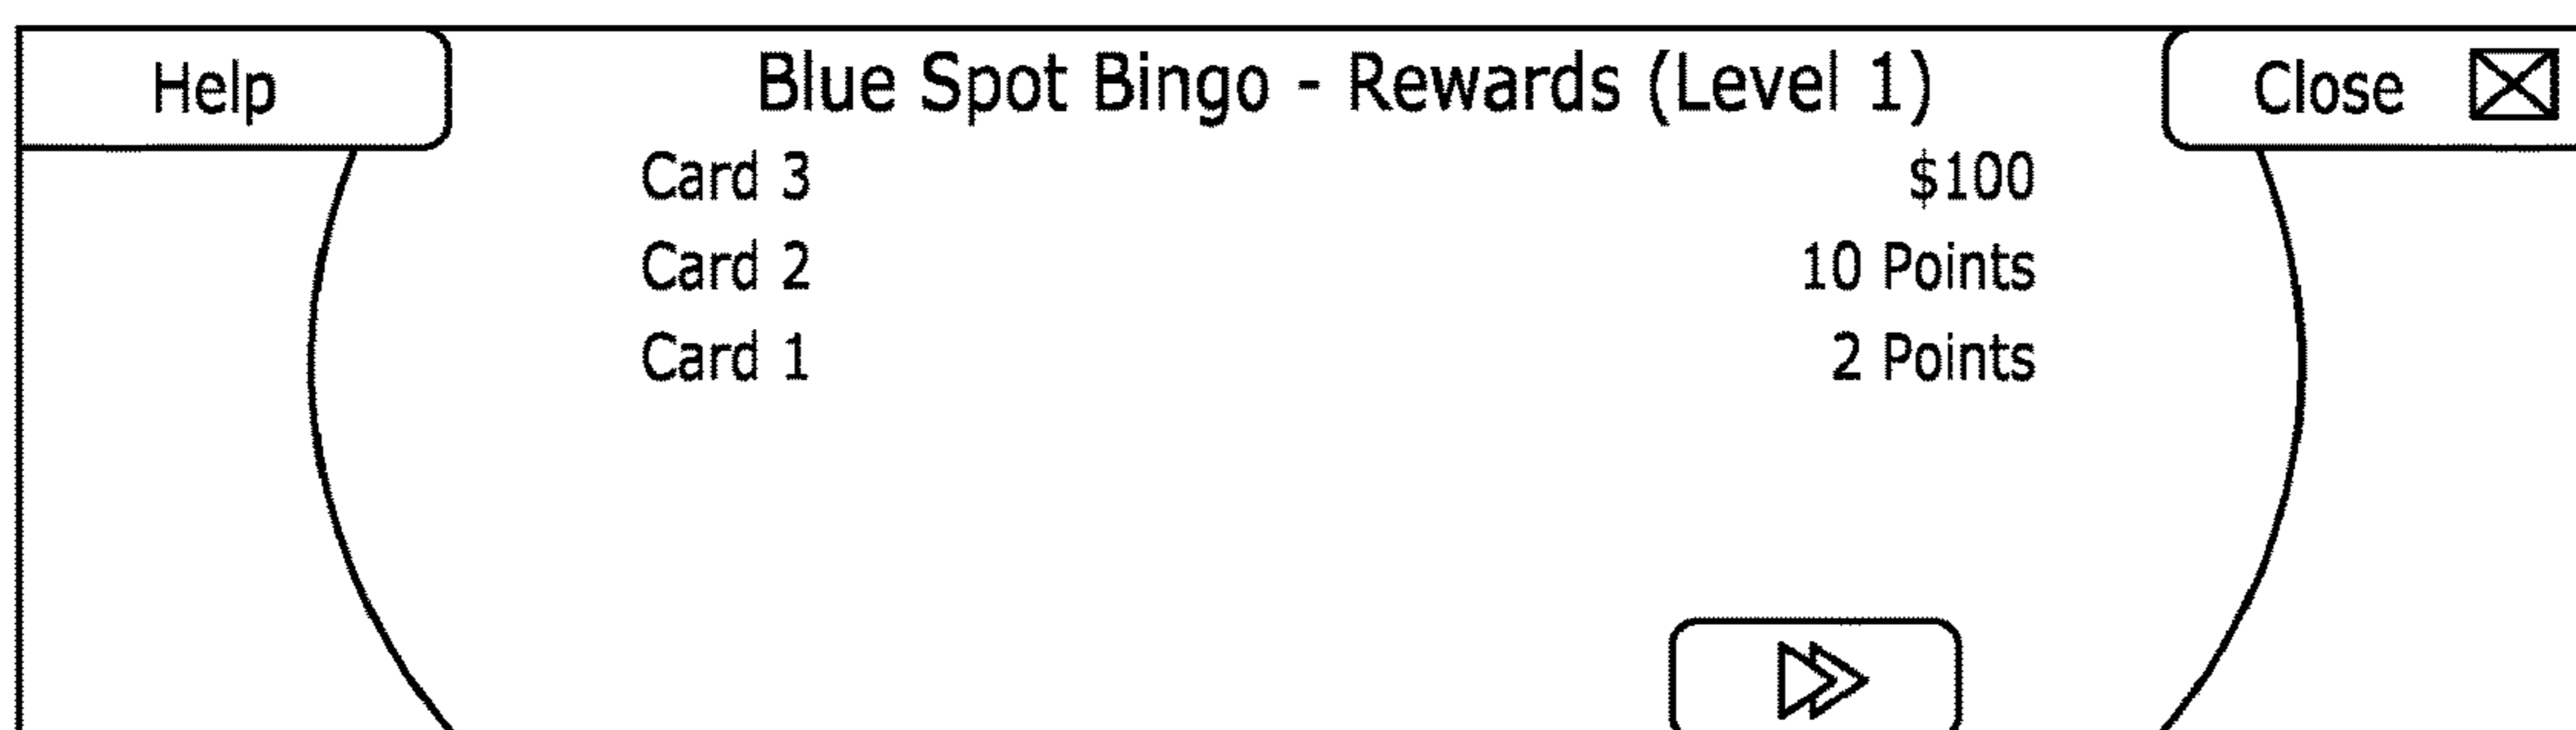 Help
Blue Spot Bingo - Rewards (Level 1)
Close
Card 3 $100
Card 2 10 Points
Card 1 2 Points